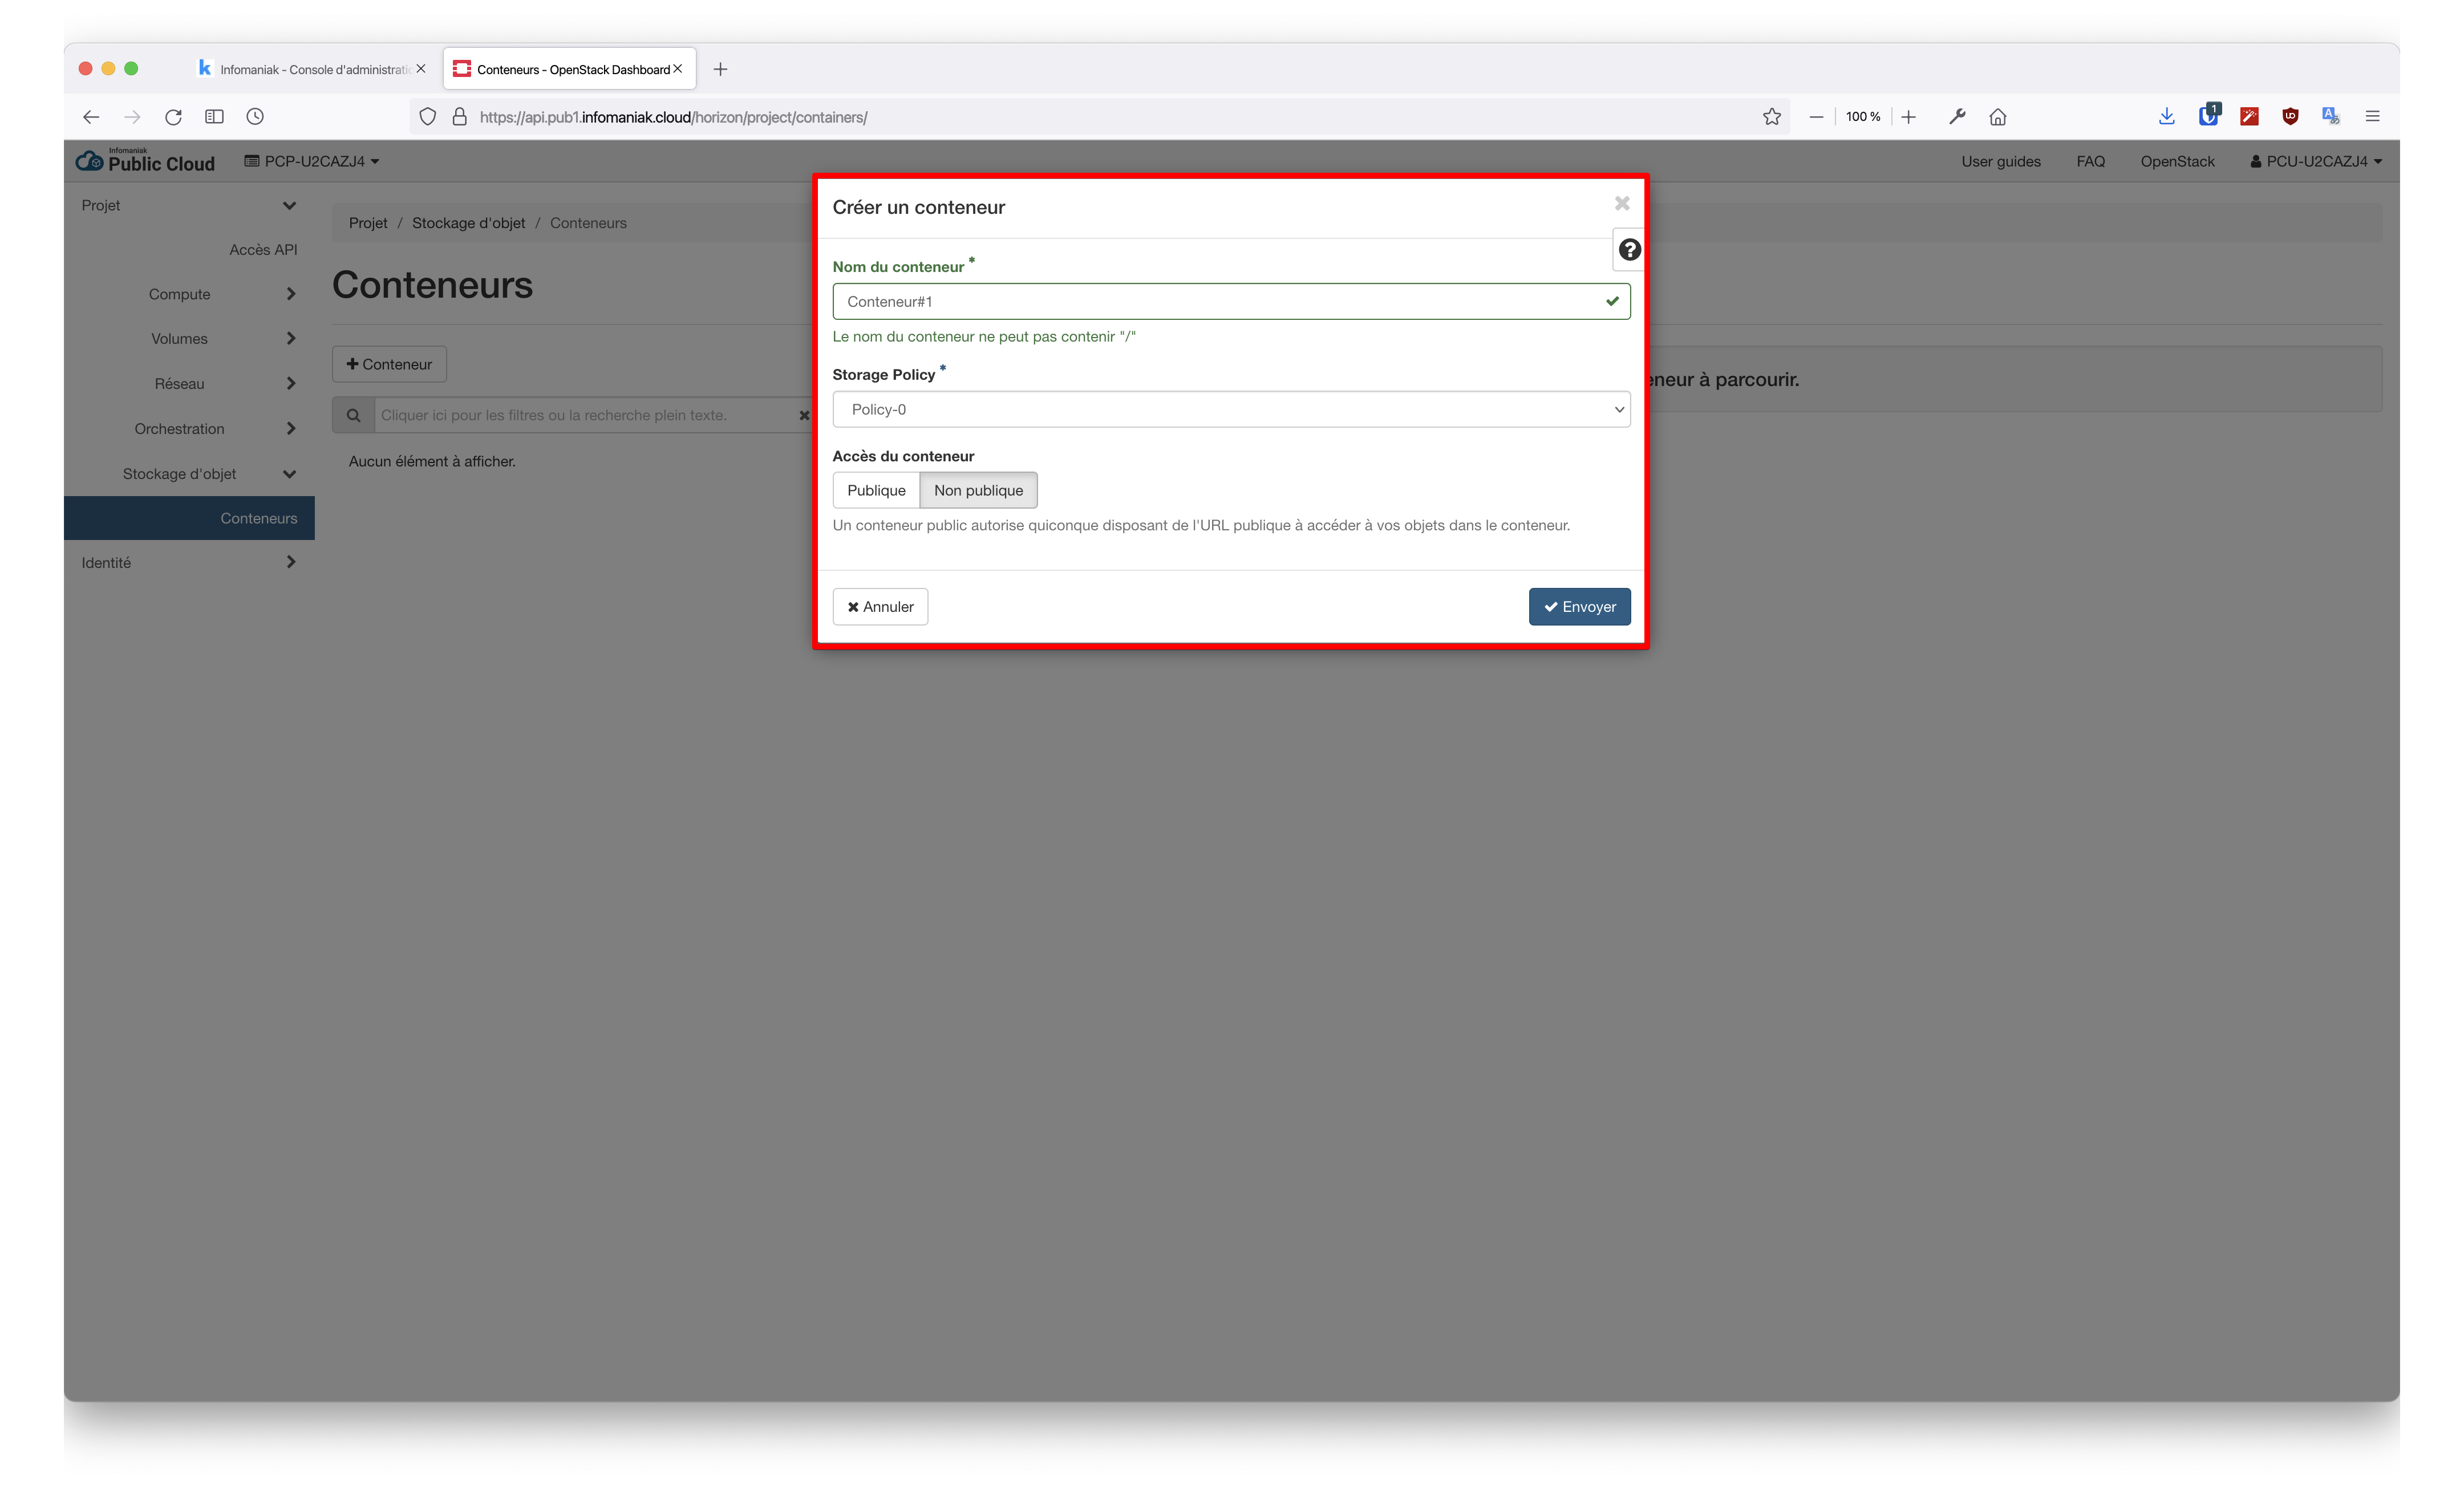 Infomaniak - Console d'administratic
Conteneurs - OpenStack Dashboard
https://api.pub1.infomaniak.cloud/horizon/project/containers/
100 %
1
Infomaniak
Public Cloud
PCP-U2CAZJ4
User guides
FAQ
OpenStack
PCU-U2CAZJ4
Projet
Accès API
Compute
Volumes
Réseau
Orchestration
Stockage d'objet
Conteneurs
Identité
Projet / Stockage d'objet / Conteneurs
Conteneurs
Conteneur
Cliquer ici pour les filtres ou la recherche plein texte.
Aucun élément à afficher.
eneur à parcourir.
Créer un conteneur
Nom du conteneur *
Conteneur#1
Le nom du conteneur ne peut pas contenir "/"
Storage Policy *
Policy-0
Accès du conteneur
Publique
Non publique
Un conteneur public autorise quiconque disposant de l'URL publique à accéder à vos objets dans le conteneur.
Annuler
Envoyer